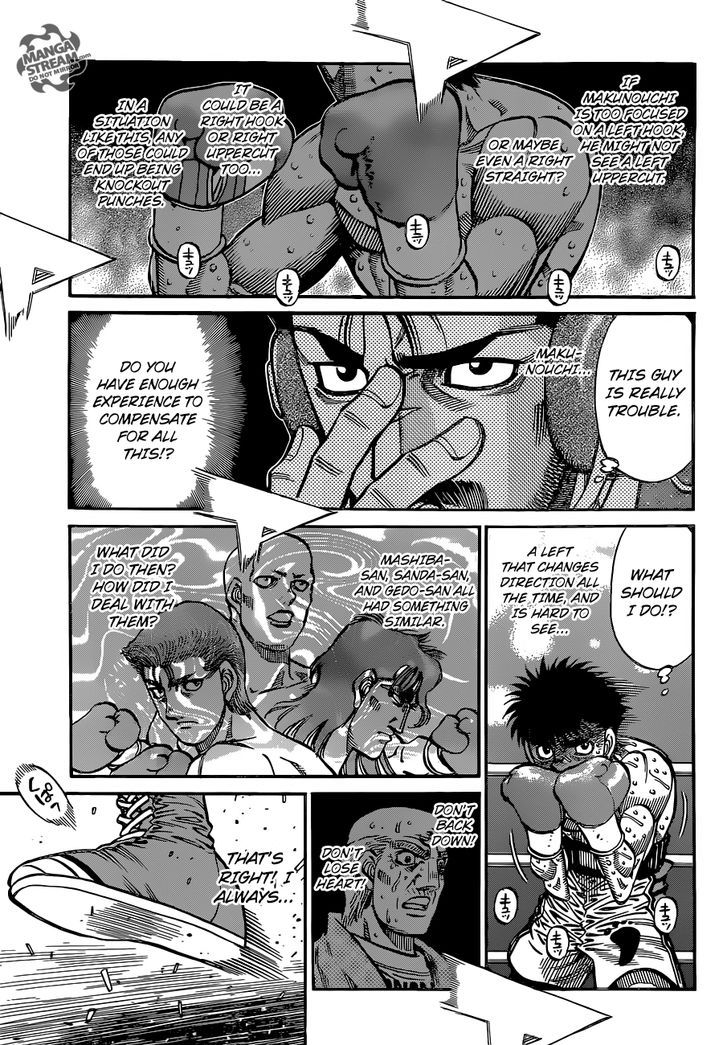 MANGA
STREAM.COM
DO NOT MIRROR
IF
MAKUNOUCHI
IS TOO FOCUSED
ON A LEFT HOOK,
HE MIGHT NOT
SEE A LEFT
UPPERCUT.
OR MAYBE
EVEN A RIGHT
STRAIGHT?
IT
COULD BE A
RIGHT HOOK
OR RIGHT
UPPERCUT
TOO...
IN A
SITUATION
LIKE THIS, ANY
OF THOSE COULD
END UP BEING
KNOCKOUT
PUNCHES.
THIS GUY
IS REALLY
TROUBLE.
MAKU-
NOUCHI...
DO YOU
HAVE ENOUGH
EXPERIENCE TO
COMPENSATE
FOR ALL
THIS!?
WHAT
SHOULD
I DO!?
A LEFT
THAT CHANGES
DIRECTION ALL
THE TIME, AND
IS HARD TO
SEE...
MASHIBA-
SAN, SANDA-SAN,
AND GEDO-SAN ALL
HAD SOMETHING
SIMILAR.
WHAT DID
I DO THEN?
HOW DID I
DEAL WITH
THEM?
DON'T
BACK
DOWN!
DON'T
LOSE
HEART!
THAT'S
RIGHT! I
ALWAYS...